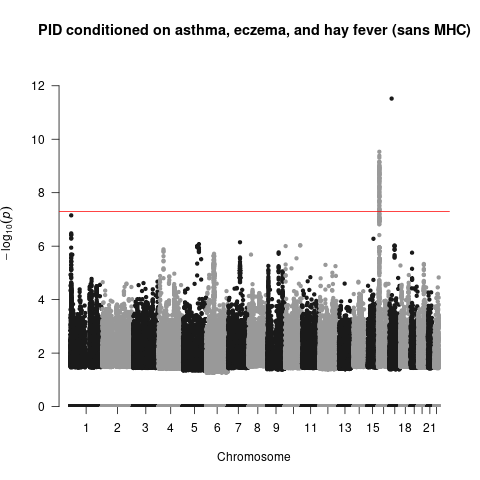 PID conditioned on asthma, eczema, and hay fever (sans MHC)
12
10
8
6
4
2
0
−log10(p)
1 2 3 4 5 6 7 8 9 11 13 15 18 21
Chromosome